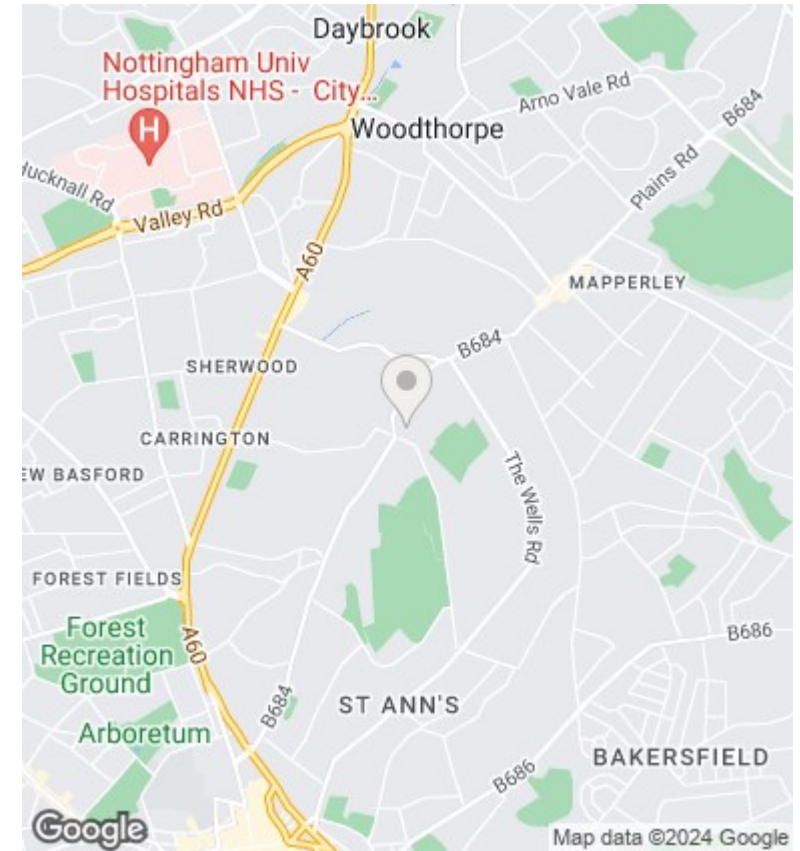 Daybrook
Nottingham Univ
Hospitals NHS - City...
H
Arno Vale Rd
B684
Woodthorpe
Hucknall Rd
Plains Rd
Valley Rd
A60
MAPPERLEY
B684
SHERWOOD
CARRINGTON
EW BASFORD
The Wells Rd
FOREST FIELDS
Forest
Recreation
Ground
A60
B686
B684
ST ANN'S
Arboretum
BAKERSFIELD
B686
Google
Map data ©2024 Google